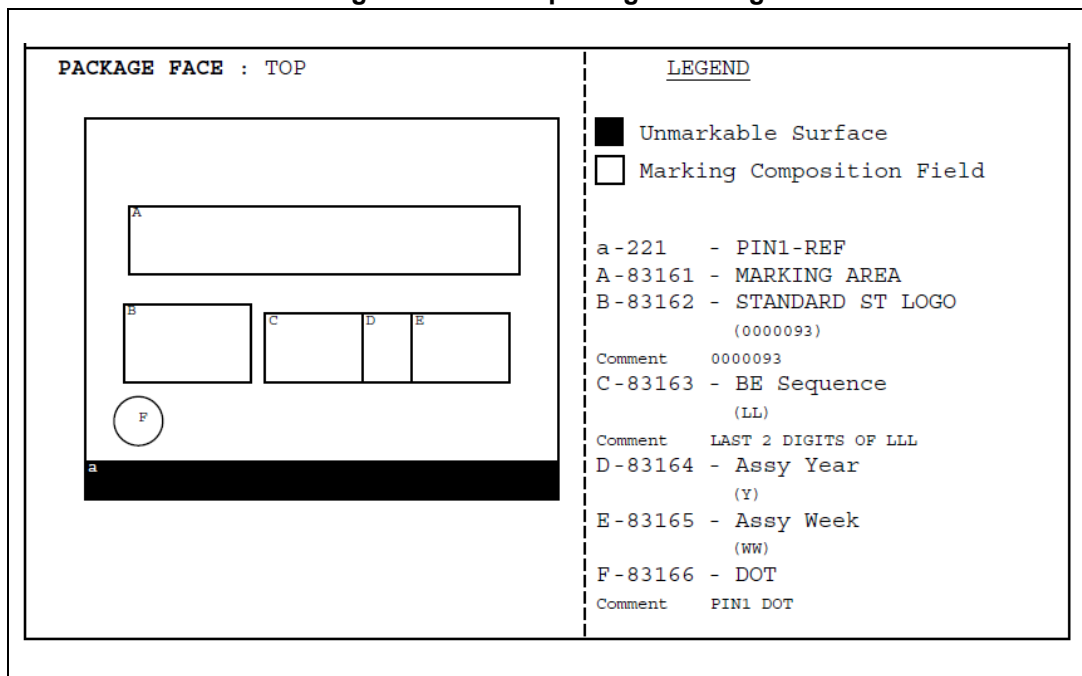 PACKAGE FACE : TOP
A
B
C
D
E
F
a
LEGEND
Unmarkable Surface
Marking Composition Field
a-221 - PIN1-REF
A-83161 - MARKING AREA
B-83162 - STANDARD ST LOGO
(0000093)
Comment 0000093
C-83163 - BE Sequence
(LL)
Comment LAST 2 DIGITS OF LLL
D-83164 - Assy Year
(Y)
E-83165 - Assy Week
(WW)
F-83166 - DOT
Comment PIN1 DOT